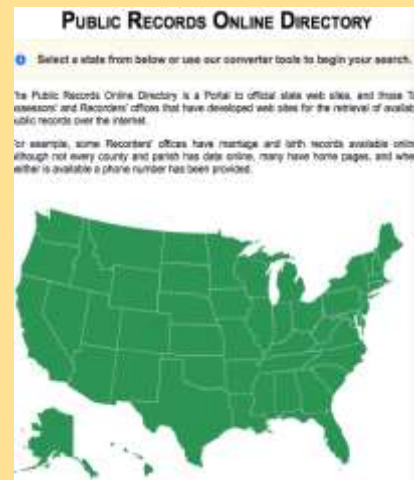 PUBLIC RECORDS ONLINE DIRECTORY
Select a state from below or use our converter tools to begin your search.
The Public Records Online Directory is a Portal to official state web sites, and those
Assessors' and Recorders' offices that have developed web sites for the retrieval of
public records over the internet.
For example, some Recorders' offices have marriage and birth records available
Although not every county and parish has data online, many have home pages, and
neither is available a phone number has been provided.